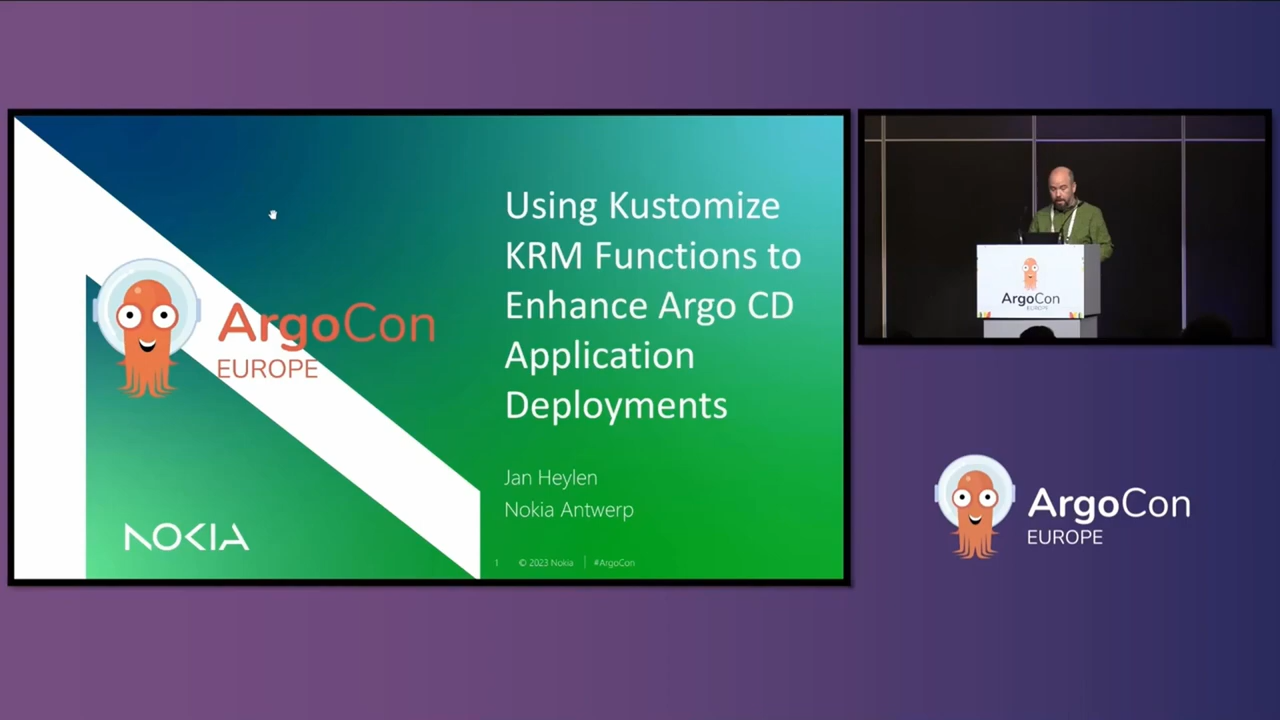 Using Kustomize
KRM Functions to
Enhance Argo CD
Application
Deployments
Jan Heylen
Nokia Antwerp
ArgoCon
EUROPE
NOKIA
1 © 2023 Nokia | #ArgoCon
ArgoCon
EUROPE
ArgoCon
EUROPE